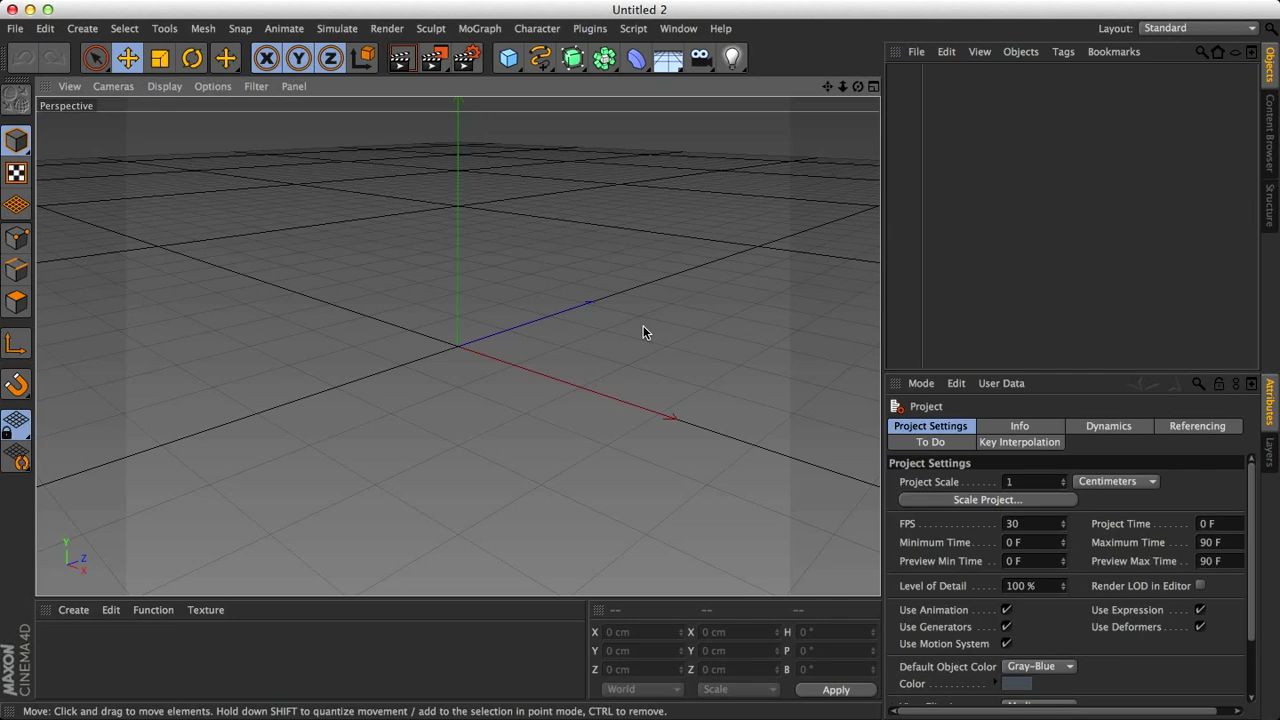 Untitled 2
File Edit Create Select Tools Mesh Snap Animate Simulate Render Sculpt MoGraph Character Plugins Script Window Help Layout: Standard
X Y Z
File Edit View Objects Tags Bookmarks
View Cameras Display Options Filter Panel
Perspective
Objects
Content Browser
Structure
Mode Edit User Data
Project
Project Settings Info Dynamics Referencing
To Do Key Interpolation
Attributes
Layers
Project Settings
Project Scale 1 Centimeters
Scale Project...
FPS 30 Project Time 0 F
Minimum Time 0 F Maximum Time 90 F
Preview Min Time 0 F Preview Max Time 90 F
Level of Detail 100 % Render LOD in Editor
Use Animation Use Expression
Use Generators Use Deformers
Use Motion System
Default Object Color Gray-Blue
Color
Y
Z
X
Create Edit Function Texture
-- -- --
X 0 cm X 0 cm H 0 °
Y 0 cm Y 0 cm P 0 °
Z 0 cm Z 0 cm B 0 °
World Scale Apply
MAXON
CINEMA 4D
Move: Click and drag to move elements. Hold down SHIFT to quantize movement / add to the selection in point mode, CTRL to remove.